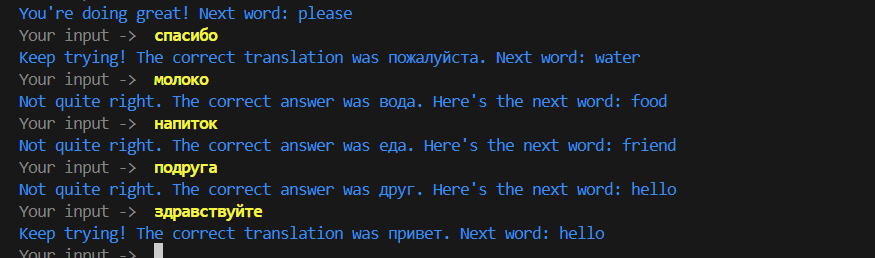 You're doing great! Next word: please
Your input -> спасибо
Keep trying! The correct translation was пожалуйста. Next word: water
Your input -> молоко
Not quite right. The correct answer was вода. Here's the next word: food
Your input -> напиток
Not quite right. The correct answer was еда. Here's the next word: friend
Your input -> подруга
Not quite right. The correct answer was друг. Here's the next word: hello
Your input -> здравствуйте
Keep trying! The correct translation was привет. Next word: hello
Your input ->